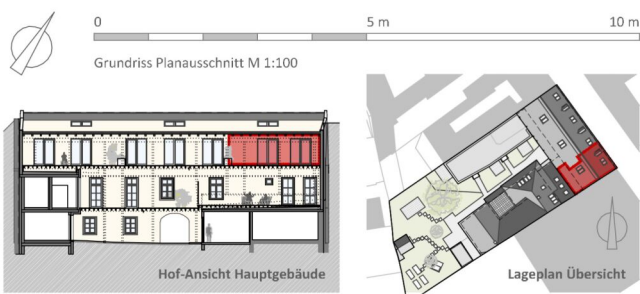 0 5 m 10 m
Grundriss Planausschnitt M 1:100
Hof-Ansicht Hauptgebäude
Lageplan Übersicht